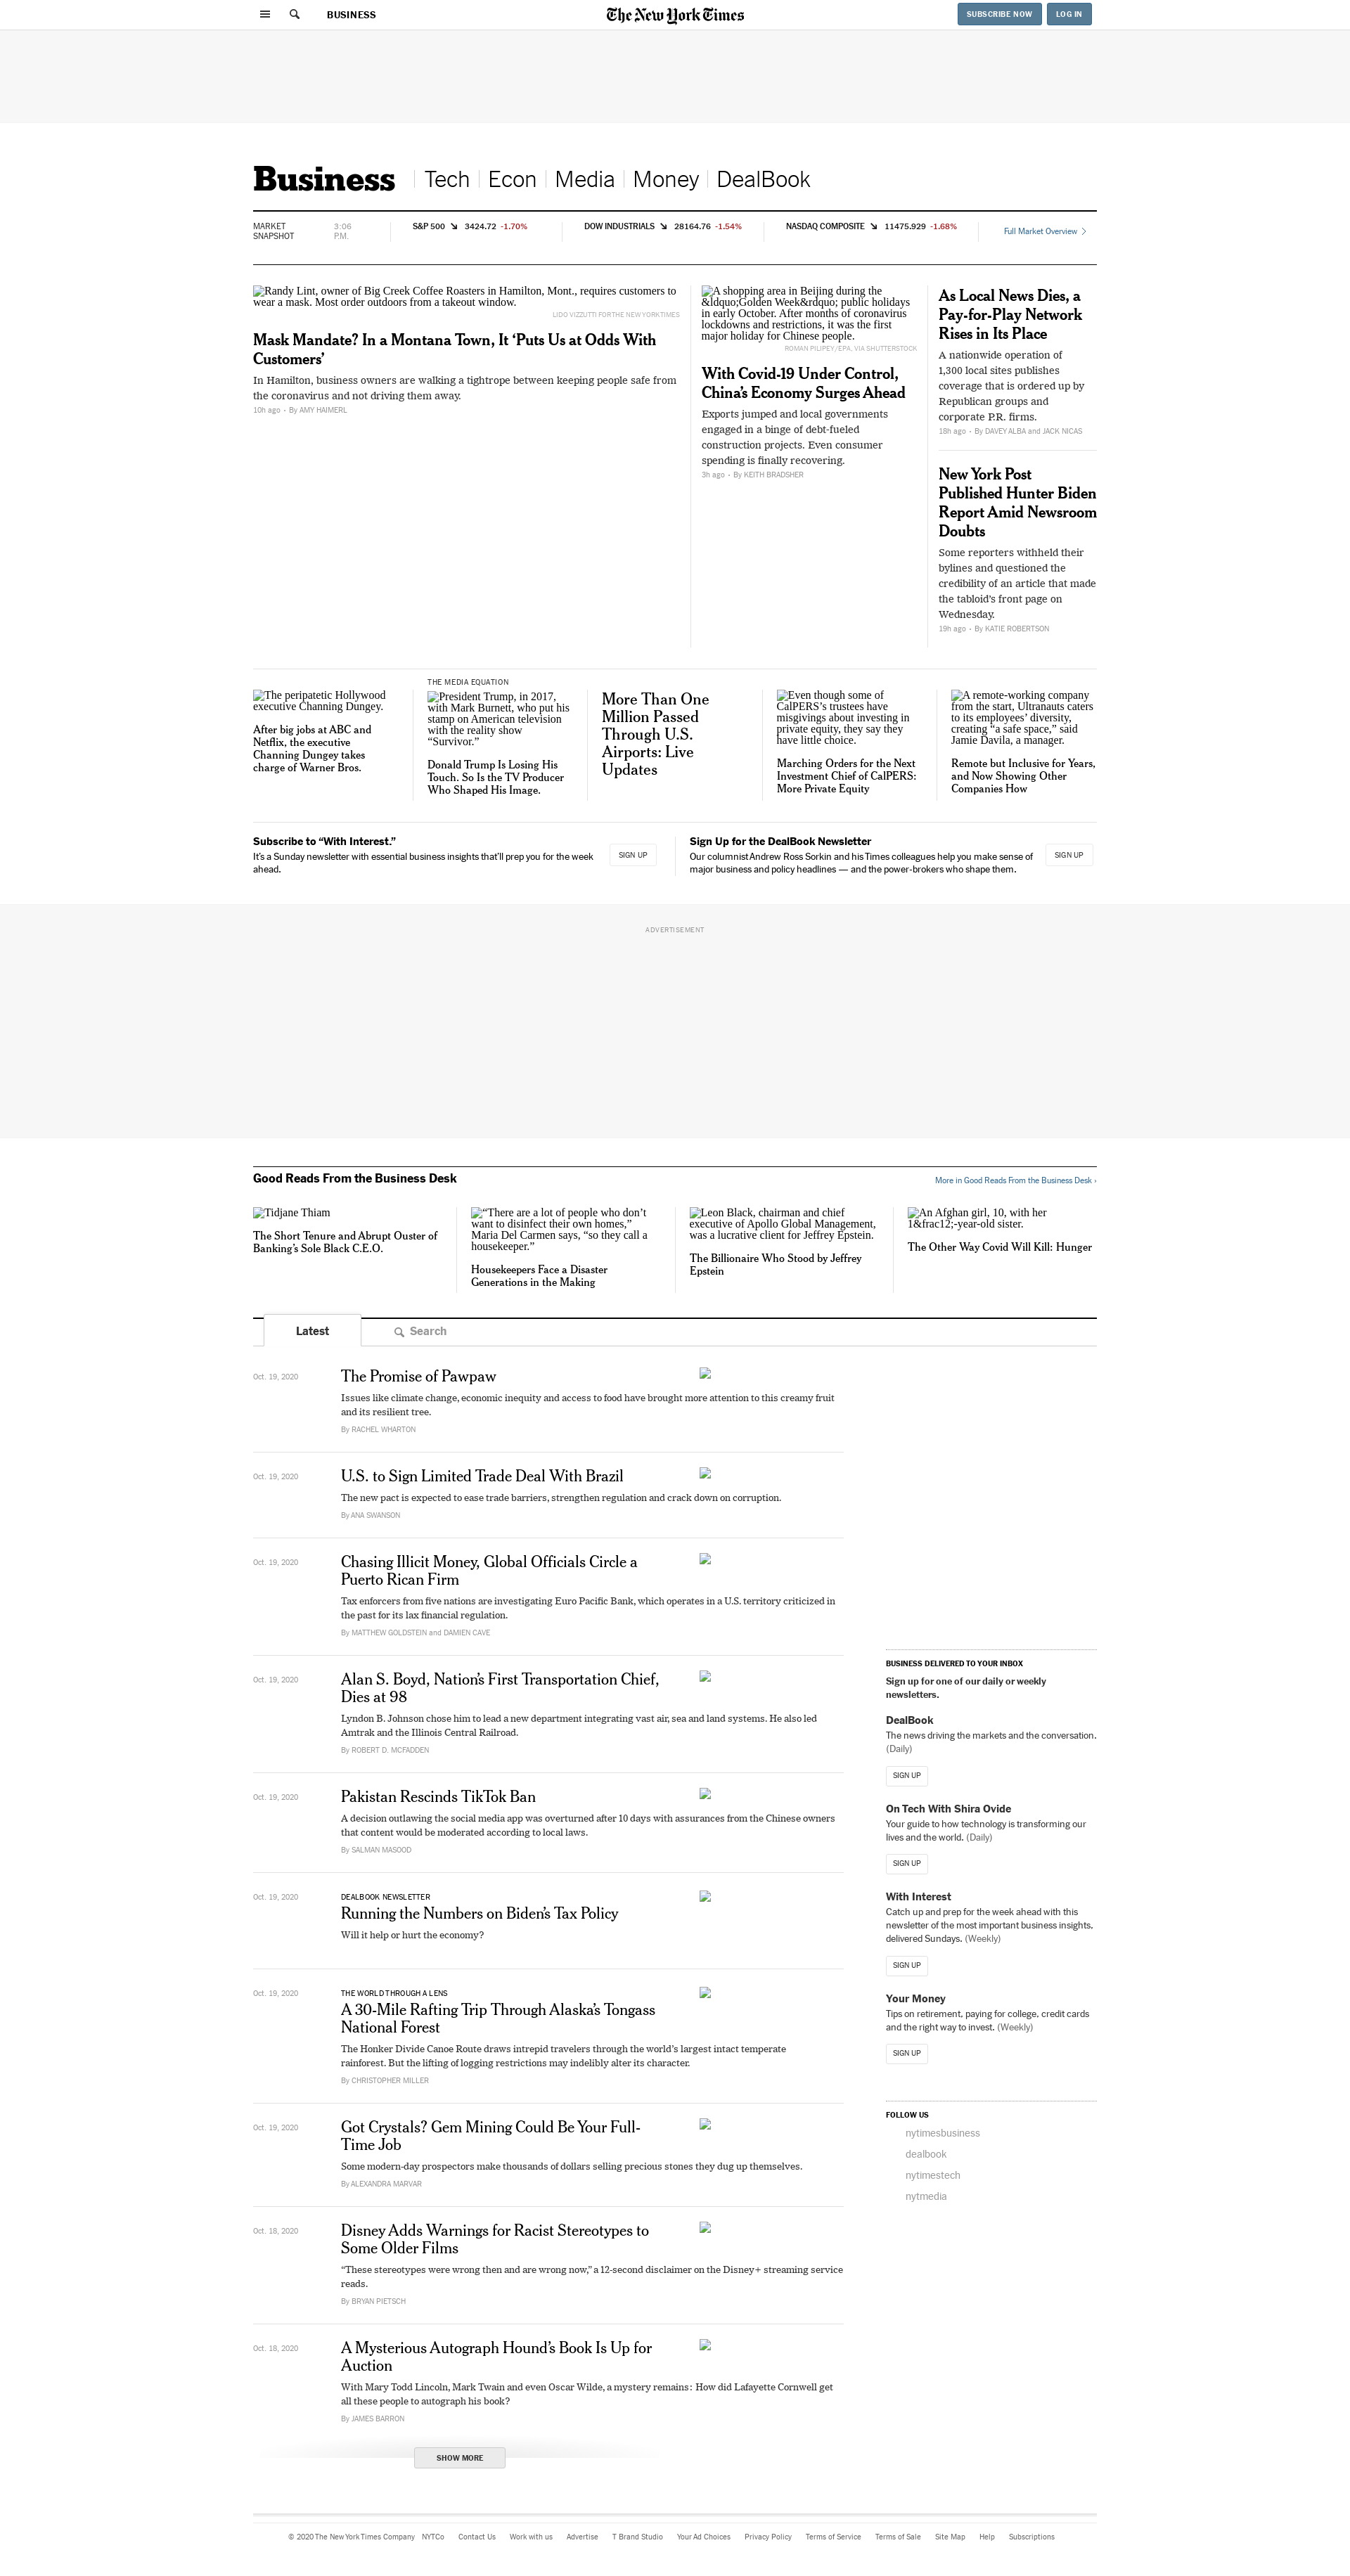 BUSINESS
The New York Times
SUBSCRIBE NOW
LOG IN
Business
Tech
Econ
Media
Money
DealBook
MARKET
SNAPSHOT
3:06
P.M.
S&P 500 3424.72 -1.70%
DOW INDUSTRIALS 28164.76 -1.54%
NASDAQ COMPOSITE 11475.929 -1.68%
Full Market Overview
Randy Lint, owner of Big Creek Coffee Roasters in Hamilton, Mont., requires customers to
wear a mask. Most order outdoors from a takeout window.
LIDO VIZZUTTI FOR THE NEW YORK TIMES
Mask Mandate? In a Montana Town, It ‘Puts Us at Odds With
Customers’
In Hamilton, business owners are walking a tightrope between keeping people safe from
the coronavirus and not driving them away.
10h ago • By AMY HAIMERL
A shopping area in Beijing during the
&ldquo;Golden Week&rdquo; public holidays
in early October. After months of coronavirus
lockdowns and restrictions, it was the first
major holiday for Chinese people.
ROMAN PILIPEY,/EPA, VIA SHUTTERSTOCK
With Covid-19 Under Control,
China’s Economy Surges Ahead
Exports jumped and local governments
engaged in a binge of debt-fueled
construction projects. Even consumer
spending is finally recovering.
3h ago • By KEITH BRADSHER
As Local News Dies, a
Pay-for-Play Network
Rises in Its Place
A nationwide operation of
1,300 local sites publishes
coverage that is ordered up by
Republican groups and
corporate P.R. firms.
18h ago • By DAVEY ALBA and JACK NICAS
New York Post
Published Hunter Biden
Report Amid Newsroom
Doubts
Some reporters withheld their
bylines and questioned the
credibility of an article that made
the tabloid’s front page on
Wednesday.
19h ago • By KATIE ROBERTSON
The peripatetic Hollywood
executive Channing Dungey.
After big jobs at ABC and
Netflix, the executive
Channing Dungey takes
charge of Warner Bros.
THE MEDIA EQUATION
President Trump, in 2017,
with Mark Burnett, who put his
stamp on American television
with the reality show
“Survivor.”
Donald Trump Is Losing His
Touch. So Is the TV Producer
Who Shaped His Image.
More Than One
Million Passed
Through U.S.
Airports: Live
Updates
Even though some of
CalPERS’s trustees have
misgivings about investing in
private equity, they say they
have little choice.
Marching Orders for the Next
Investment Chief of CalPERS:
More Private Equity
A remote-working company
from the start, Ultranauts caters
to its employees’ diversity,
creating “a safe space,” said
Jamie Davila, a manager.
Remote but Inclusive for Years,
and Now Showing Other
Companies How
Subscribe to “With Interest.”
It’s a Sunday newsletter with essential business insights that’ll prep you for the week
ahead.
SIGN UP
Sign Up for the DealBook Newsletter
Our columnist Andrew Ross Sorkin and his Times colleagues help you make sense of
major business and policy headlines — and the power-brokers who shape them.
SIGN UP
ADVERTISEMENT
Good Reads From the Business Desk
More in Good Reads From the Business Desk ›
Tidjane Thiam
The Short Tenure and Abrupt Ouster of
Banking’s Sole Black C.E.O.
“There are a lot of people who don’t
want to disinfect their own homes,”
Maria Del Carmen says, “so they call a
housekeeper.”
Housekeepers Face a Disaster
Generations in the Making
Leon Black, chairman and chief
executive of Apollo Global Management,
was a lucrative client for Jeffrey Epstein.
The Billionaire Who Stood by Jeffrey
Epstein
An Afghan girl, 10, with her
1&frac12;-year-old sister.
The Other Way Covid Will Kill: Hunger
Latest
Search
Oct. 19, 2020
The Promise of Pawpaw
Issues like climate change, economic inequity and access to food have brought more attention to this creamy fruit
and its resilient tree.
By RACHEL WHARTON
Oct. 19, 2020
U.S. to Sign Limited Trade Deal With Brazil
The new pact is expected to ease trade barriers, strengthen regulation and crack down on corruption.
By ANA SWANSON
Oct. 19, 2020
Chasing Illicit Money, Global Officials Circle a
Puerto Rican Firm
Tax enforcers from five nations are investigating Euro Pacific Bank, which operates in a U.S. territory criticized in
the past for its lax financial regulation.
By MATTHEW GOLDSTEIN and DAMIEN CAVE
Oct. 19, 2020
Alan S. Boyd, Nation’s First Transportation Chief,
Dies at 98
Lyndon B. Johnson chose him to lead a new department integrating vast air, sea and land systems. He also led
Amtrak and the Illinois Central Railroad.
By ROBERT D. MCFADDEN
Oct. 19, 2020
Pakistan Rescinds TikTok Ban
A decision outlawing the social media app was overturned after 10 days with assurances from the Chinese owners
that content would be moderated according to local laws.
By SALMAN MASOOD
Oct. 19, 2020
DEALBOOK NEWSLETTER
Running the Numbers on Biden’s Tax Policy
Will it help or hurt the economy?
Oct. 19, 2020
THE WORLD THROUGH A LENS
A 30-Mile Rafting Trip Through Alaska’s Tongass
National Forest
The Honker Divide Canoe Route draws intrepid travelers through the world’s largest intact temperate
rainforest. But the lifting of logging restrictions may indelibly alter its character.
By CHRISTOPHER MILLER
Oct. 19, 2020
Got Crystals? Gem Mining Could Be Your Full-
Time Job
Some modern-day prospectors make thousands of dollars selling precious stones they dug up themselves.
By ALEXANDRA MARVAR
Oct. 18, 2020
Disney Adds Warnings for Racist Stereotypes to
Some Older Films
“These stereotypes were wrong then and are wrong now,” a 12-second disclaimer on the Disney+ streaming service
reads.
By BRYAN PIETSCH
Oct. 18, 2020
A Mysterious Autograph Hound’s Book Is Up for
Auction
With Mary Todd Lincoln, Mark Twain and even Oscar Wilde, a mystery remains: How did Lafayette Cornwell get
all these people to autograph his book?
By JAMES BARRON
SHOW MORE
BUSINESS DELIVERED TO YOUR INBOX
Sign up for one of our daily or weekly
newsletters.
DealBook
The news driving the markets and the conversation.
(Daily)
SIGN UP
On Tech With Shira Ovide
Your guide to how technology is transforming our
lives and the world. (Daily)
SIGN UP
With Interest
Catch up and prep for the week ahead with this
newsletter of the most important business insights,
delivered Sundays. (Weekly)
SIGN UP
Your Money
Tips on retirement, paying for college, credit cards
and the right way to invest. (Weekly)
SIGN UP
FOLLOW US
nytimesbusiness
dealbook
nytimestech
nytmedia
© 2020 The New York Times Company NYTCo Contact Us Work with us Advertise T Brand Studio Your Ad Choices Privacy Policy Terms of Service Terms of Sale Site Map Help Subscriptions